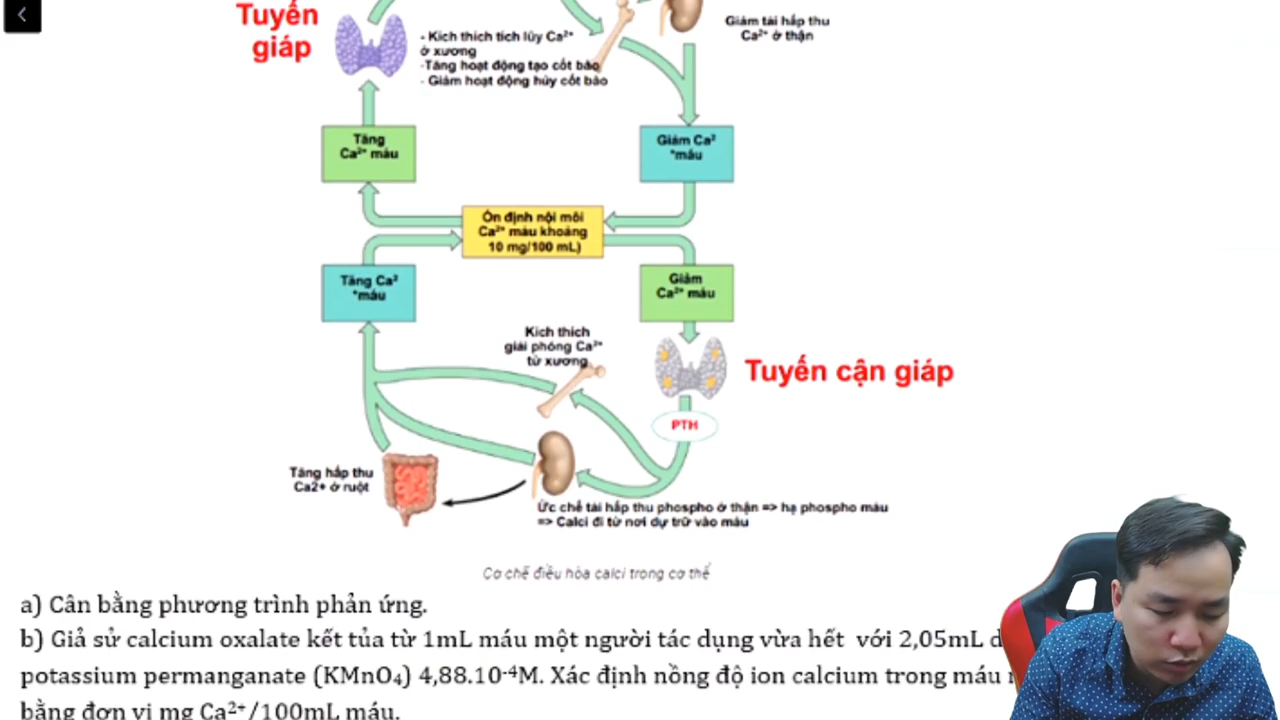 Tuyến
giáp
- Kích thích tích lũy Ca²⁺
ở xương
-Tăng hoạt động tạo cốt bào
- Giảm hoạt động hủy cốt bào
Giảm tái hấp thu
Ca²⁺ ở thận
Tăng
Ca²⁺ máu
Giảm Ca²
⁺máu
Ổn định nội môi
Ca²⁺ máu khoảng
10 mg/100 mL)
Tăng Ca²
⁺máu
Giảm
Ca²⁺ máu
Kích thích
giải phóng Ca²⁺
từ xương
Tuyến cận giáp
PTH
Tăng hấp thu
Ca2+ ở ruột
Ức chế tái hấp thu phospho ở thận => hạ phospho máu
=> Calci đi từ nơi dự trữ vào máu
Cơ chế điều hòa calci trong cơ thể
a) Cân bằng phương trình phản ứng.
b) Giả sử calcium oxalate kết tủa từ 1mL máu một người tác dụng vừa hết với 2,05mL
potassium permanganate (KMnO₄) 4,88.10⁻⁴M. Xác định nồng độ ion calcium trong máu
bằng đơn vị mg Ca²⁺/100mL máu.